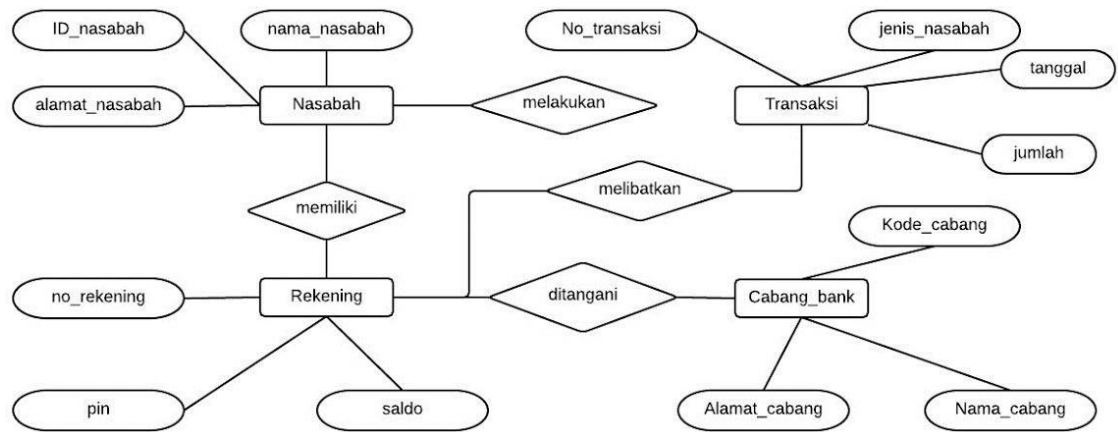 ID_nasabah
nama_nasabah
No_transaksi
jenis_nasabah
tanggal
alamat_nasabah
Nasabah
melakukan
Transaksi
jumlah
melibatkan
memiliki
Kode_cabang
no_rekening
Rekening
ditangani
Cabang_bank
pin
saldo
Alamat_cabang
Nama_cabang